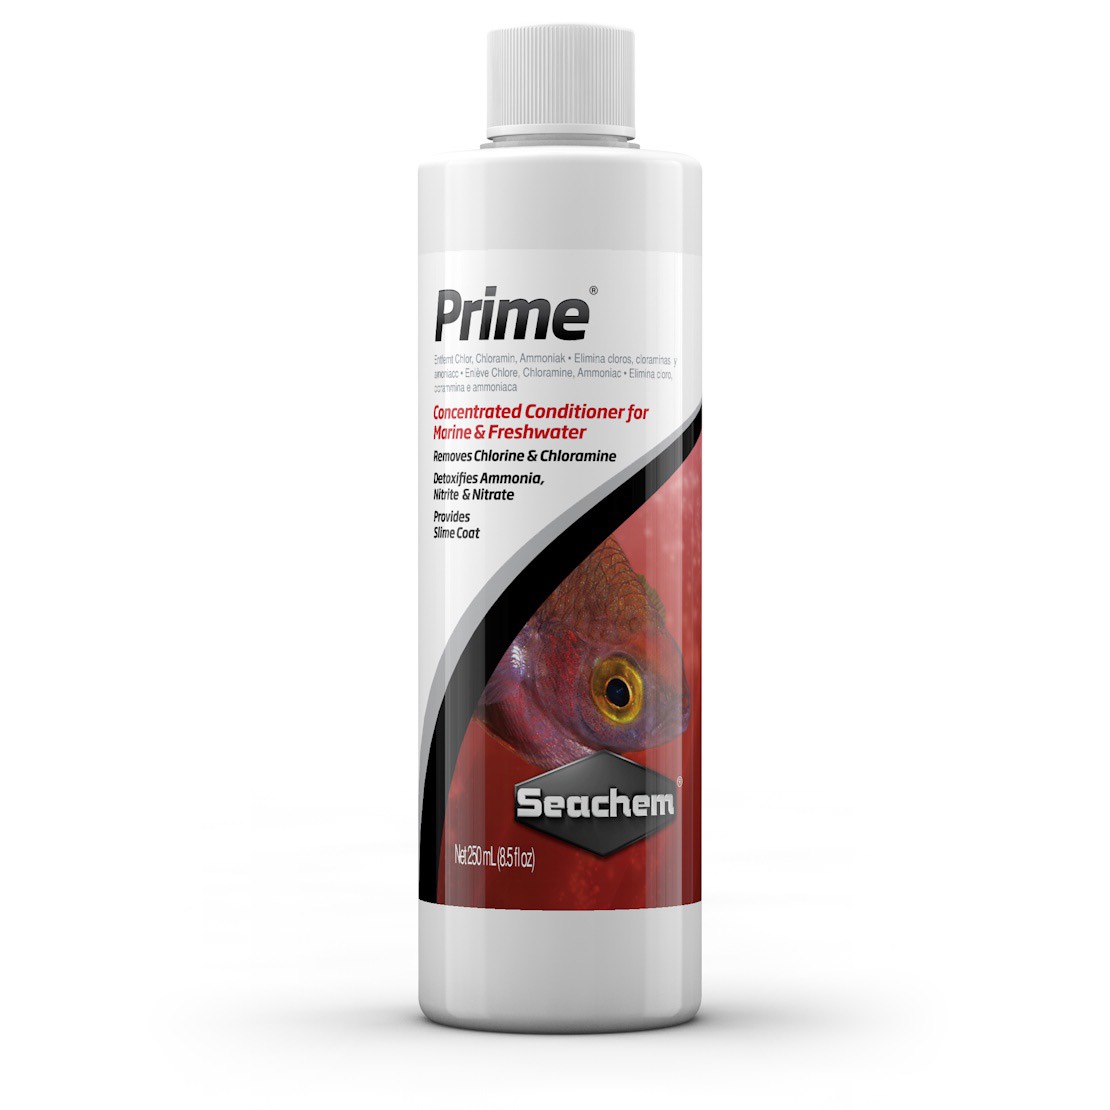 Prime®
Entfernt Chlor, Chloramin, Ammoniak • Elimina cloros, cloraminas y
amoniaco • Enlève Chlore, Chloramine, Ammoniac • Elimina cloro,
clorammina e ammoniaca
Concentrated Conditioner for
Marine & Freshwater
Removes Chlorine & Chloramine
Detoxifies Ammonia,
Nitrite & Nitrate
Provides
Slime Coat
Seachem®
Net 250 mL (8.5 fl oz)